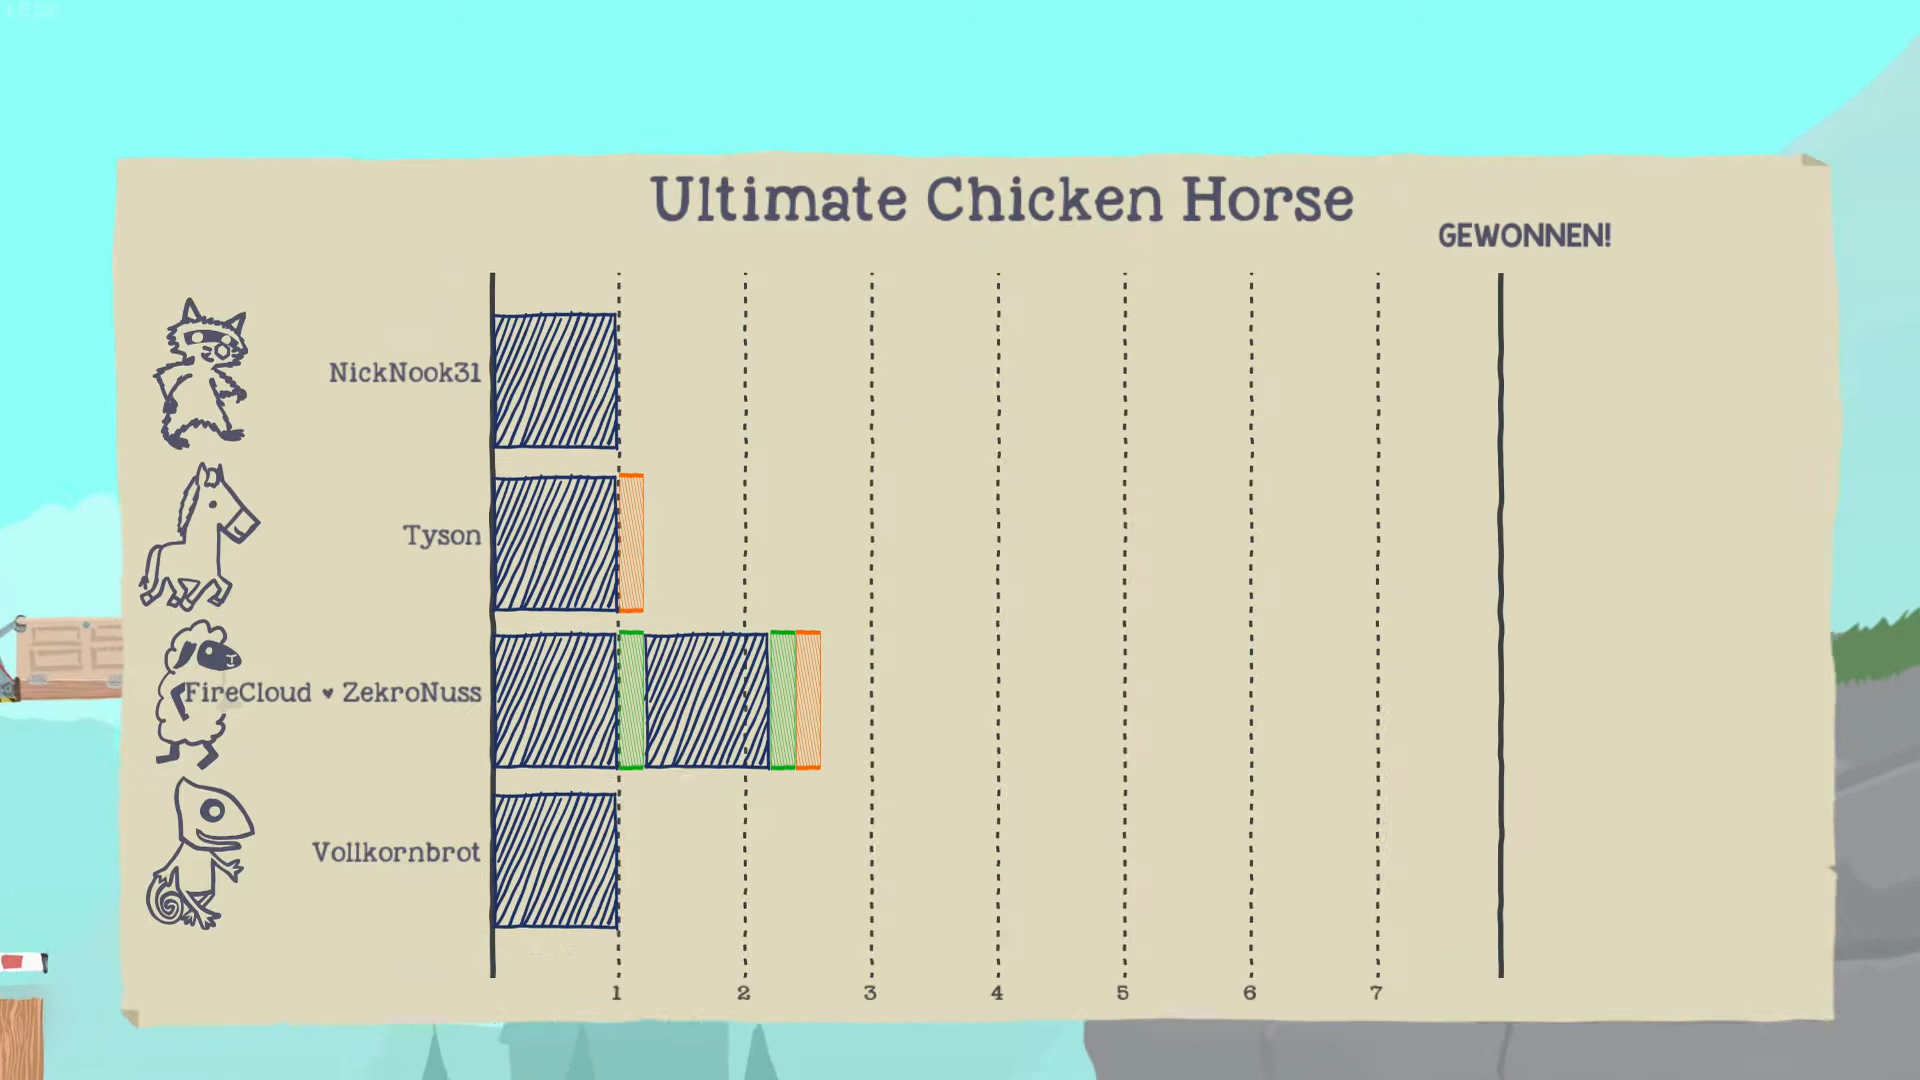 Ultimate Chicken Horse
GEWONNEN!
NickNook31
Tyson
FireCloud ♥ ZekroNuss
Vollkornbrot
1 2 3 4 5 6 7